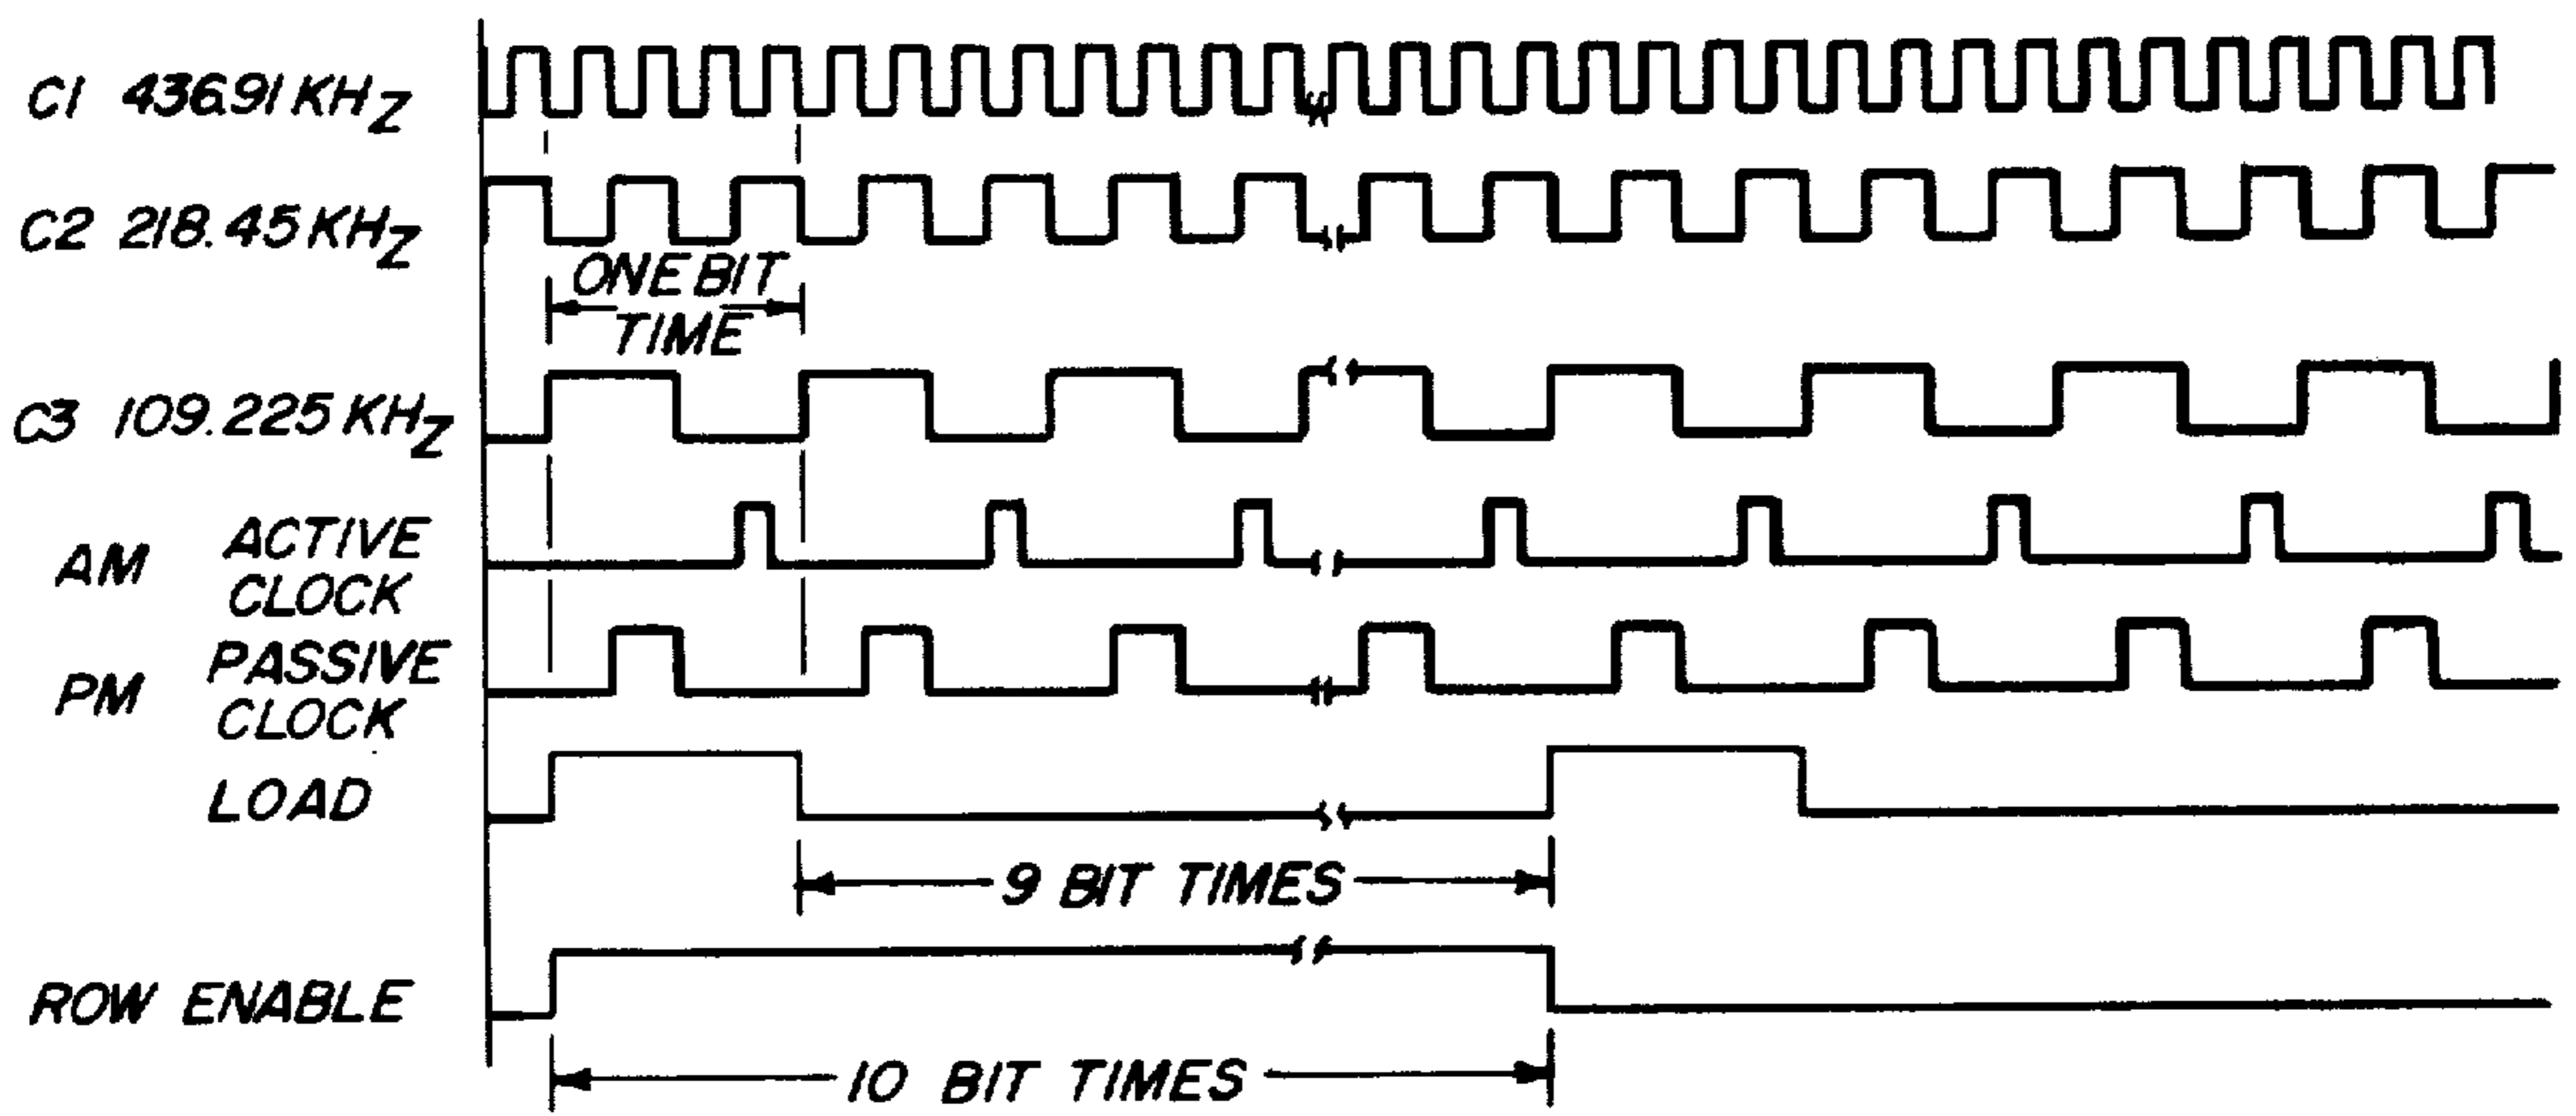 C1 436.91 KHZ
C2 218.45 KHZ
ONE BIT
TIME
C3 109.225 KHZ
AM ACTIVE
CLOCK
PM PASSIVE
CLOCK
LOAD
9 BIT TIMES
ROW ENABLE
10 BIT TIMES